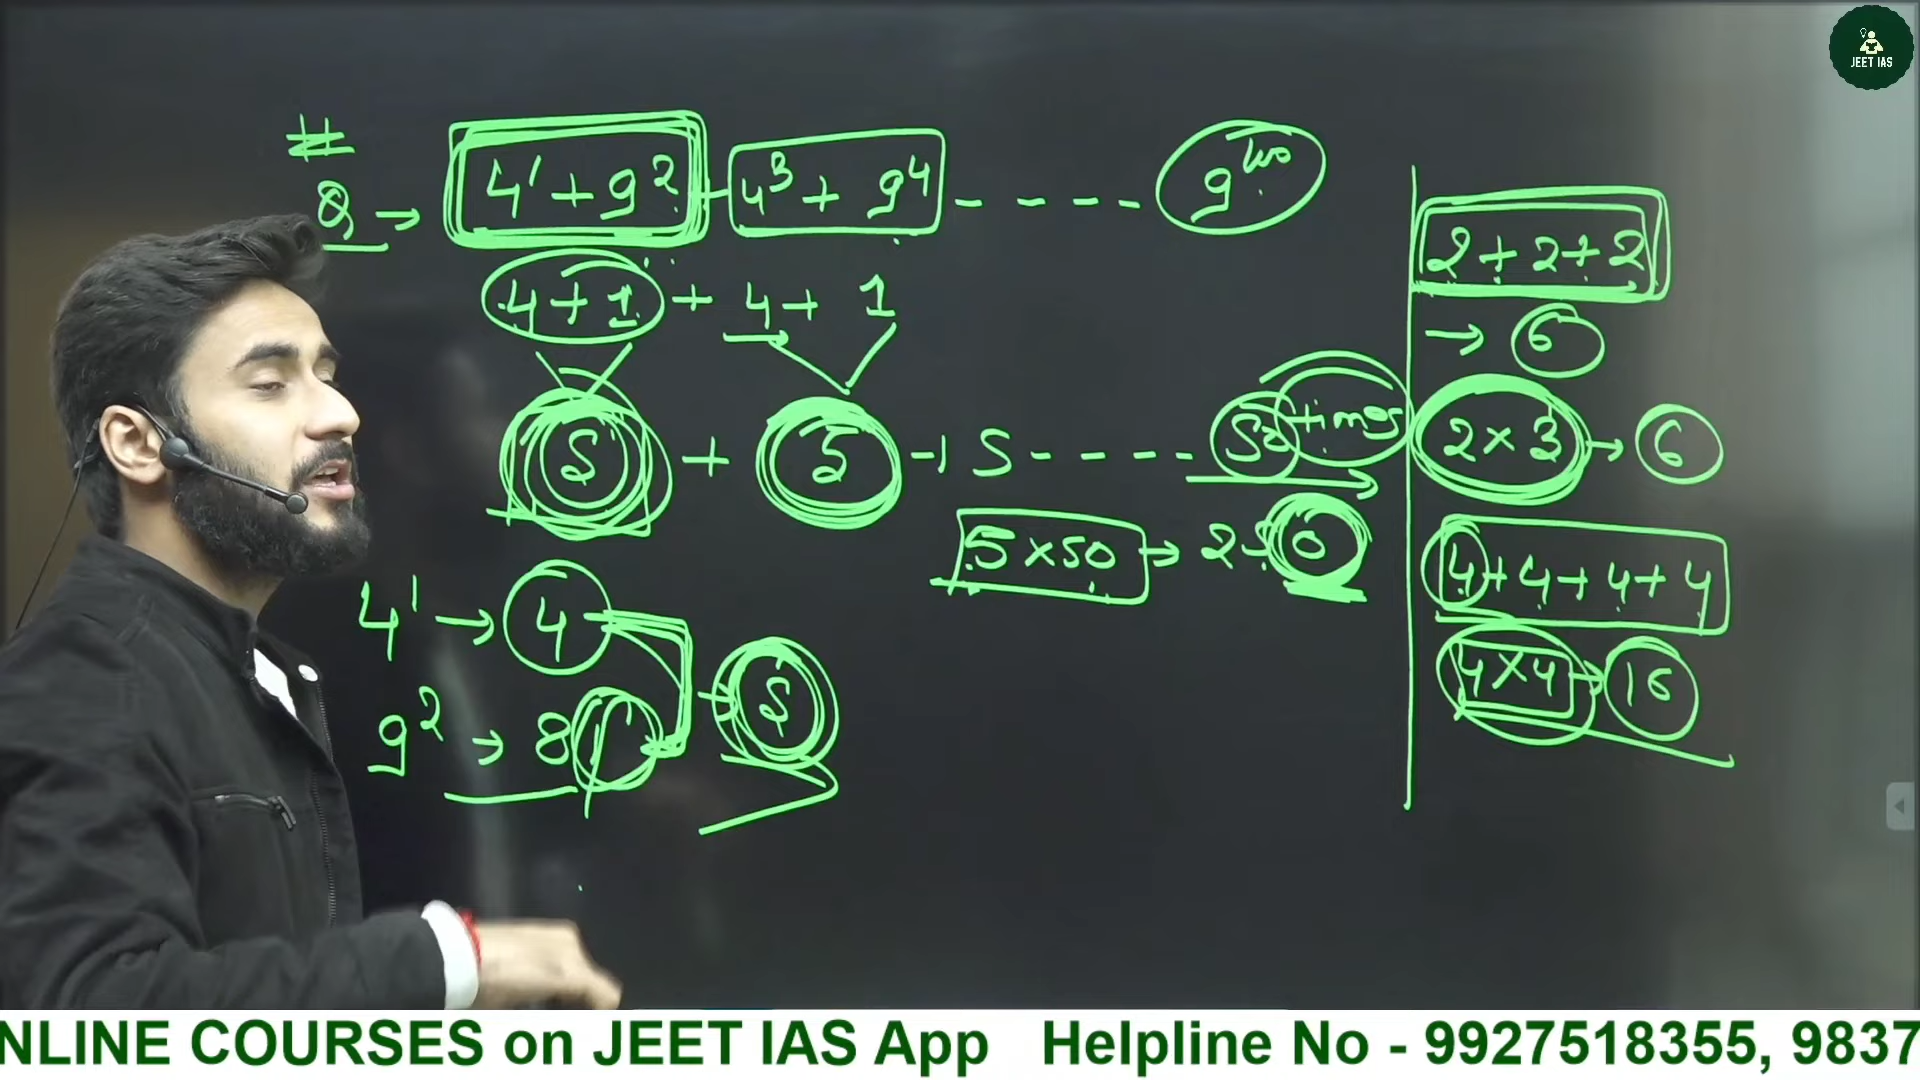 JEET IAS
#
Q → 4¹ + 9² + 4³ + 9⁴ - - - - 9¹⁰⁰
4 + 1 + 4 + 1
5 + 5 + 5 - - - - - 50 times
5 × 50 → 250
4¹ → 4
→ 5
9² → 81
2 + 2 + 2
→ 6
2 × 3 → 6
4 + 4 + 4 + 4
4 × 4 → 16
NLINE COURSES on JEET IAS App Helpline No - 9927518355, 9837